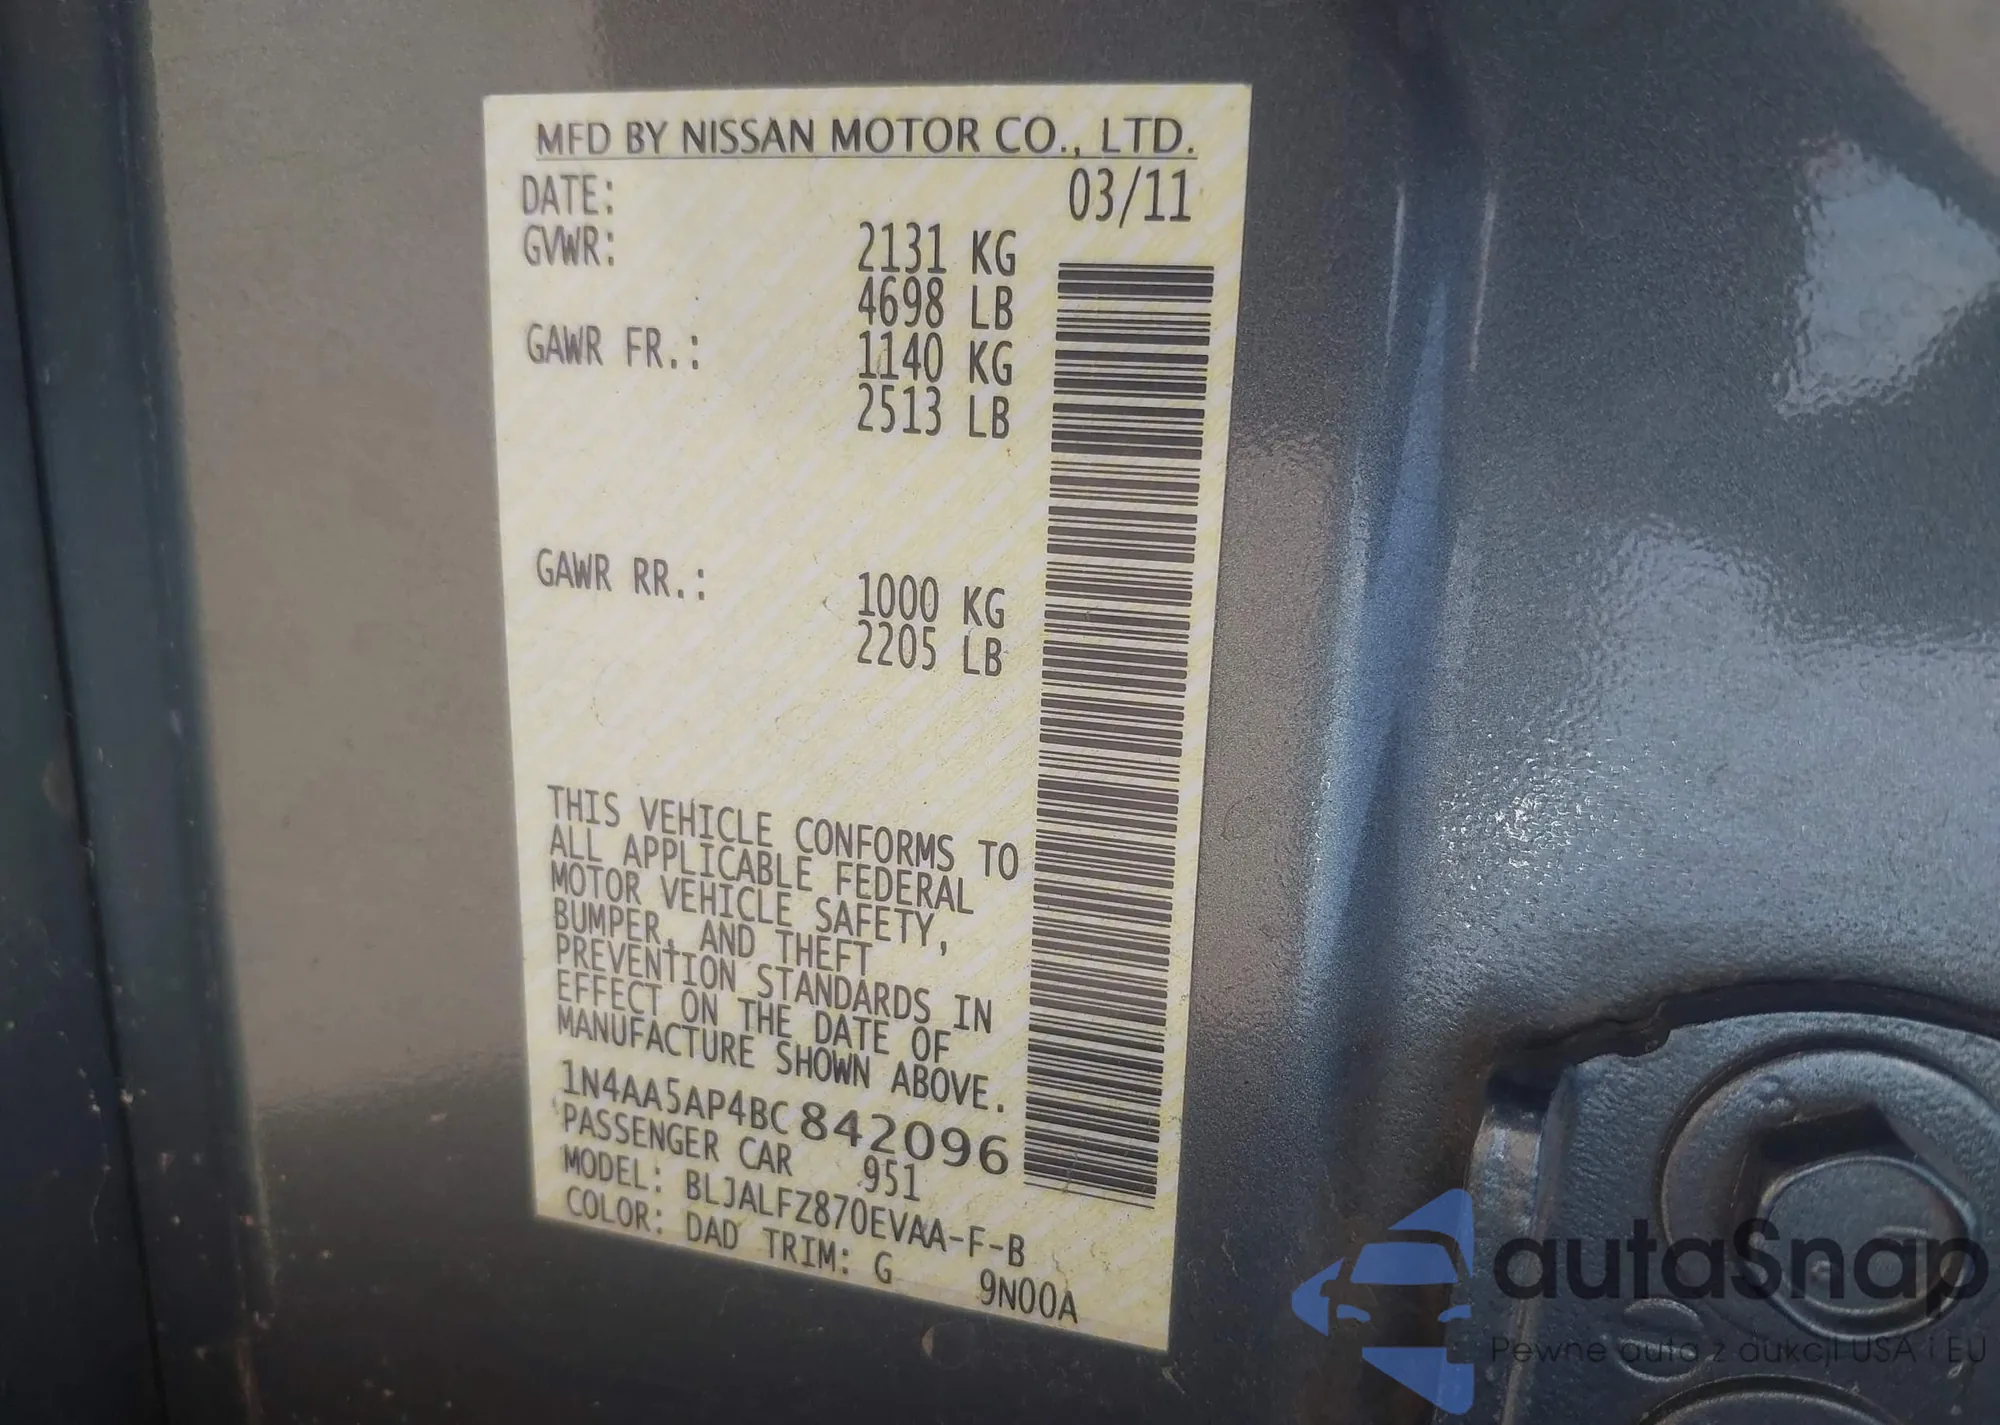 MFD BY NISSAN MOTOR CO., LTD.
DATE: 03/11
GVWR: 2131 KG
4698 LB
GAWR FR.: 1140 KG
2513 LB
GAWR RR.: 1000 KG
2205 LB
THIS VEHICLE CONFORMS TO
ALL APPLICABLE FEDERAL
MOTOR VEHICLE SAFETY,
BUMPER, AND THEFT
PREVENTION STANDARDS IN
EFFECT ON THE DATE OF
MANUFACTURE SHOWN ABOVE.
1N4AA5AP4BC842096
PASSENGER CAR 951
MODEL: BLJALFZ870EVAA-F-B
COLOR: DAD TRIM: G 9N00A
autaSnap
Pewne auta z aukcji USA i EU